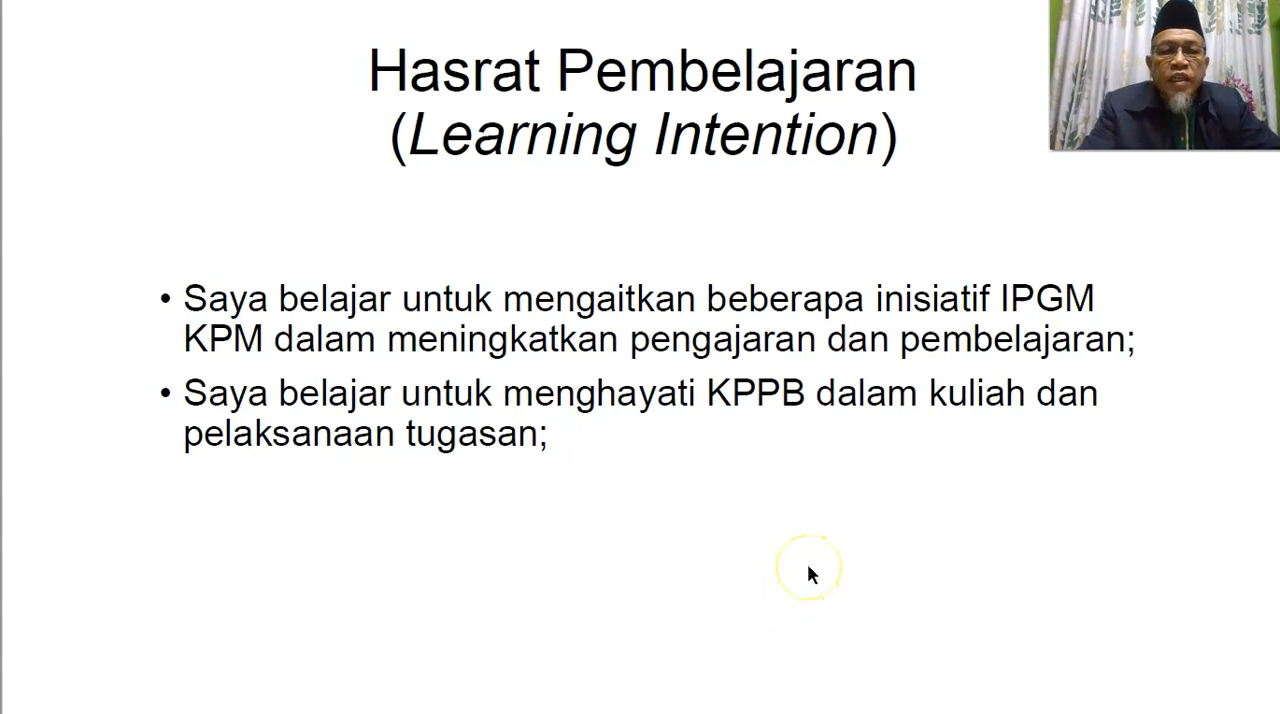 Hasrat Pembelajaran
(Learning Intention)
• Saya belajar untuk mengaitkan beberapa inisiatif IPGM
KPM dalam meningkatkan pengajaran dan pembelajaran;
• Saya belajar untuk menghayati KPPB dalam kuliah dan
pelaksanaan tugasan;